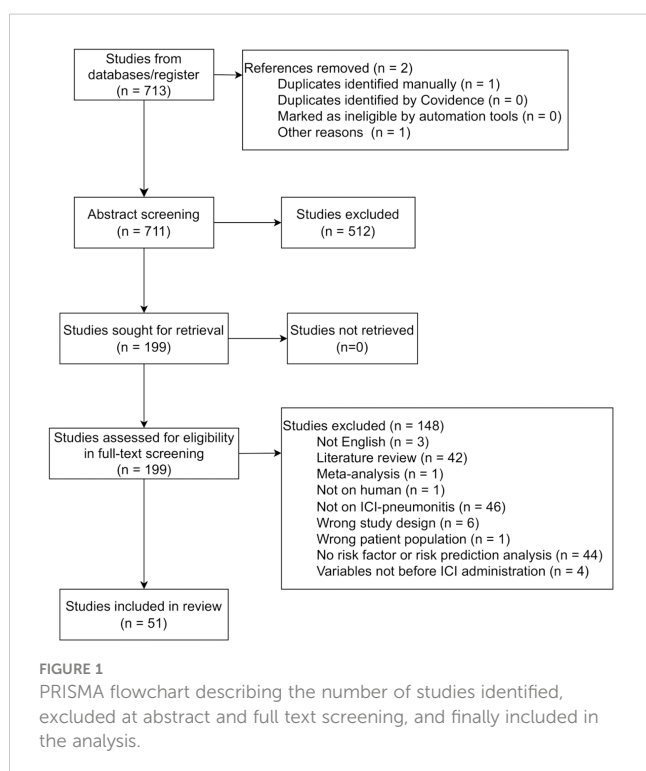 Studies from
databases/register
(n = 713)
References removed (n = 2)
Duplicates identified manually (n = 1)
Duplicates identified by Covidence (n = 0)
Marked as ineligible by automation tools (n = 0)
Other reasons (n = 1)
Abstract screening
(n = 711)
Studies excluded
(n = 512)
Studies sought for retrieval
(n = 199)
Studies not retrieved
(n=0)
Studies assessed for eligibility
in full-text screening
(n = 199)
Studies excluded (n = 148)
Not English (n = 3)
Literature review (n = 42)
Meta-analysis (n = 1)
Not on human (n = 1)
Not on ICI-pneumonitis (n = 46)
Wrong study design (n = 6)
Wrong patient population (n = 1)
No risk factor or risk prediction analysis (n = 44)
Variables not before ICI administration (n = 4)
Studies included in review
(n = 51)
FIGURE 1
PRISMA flowchart describing the number of studies identified,
excluded at abstract and full text screening, and finally included in
the analysis.